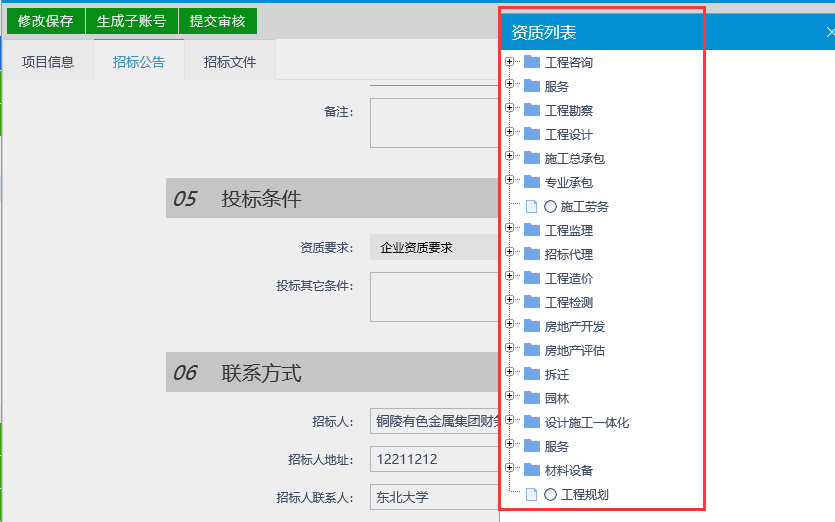 修改保存 生成子账号 提交审核
项目信息 招标公告 招标文件
备注：
05 投标条件
资质要求： 企业资质要求
投标其它条件：
06 联系方式
招标人： 铜陵有色金属集团财务
招标人地址： 12211212
招标人联系人： 东北大学
资质列表
工程咨询
服务
工程勘察
工程设计
施工总承包
专业承包
施工劳务
工程监理
招标代理
工程造价
工程检测
房地产开发
房地产评估
拆迁
园林
设计施工一体化
服务
材料设备
工程规划